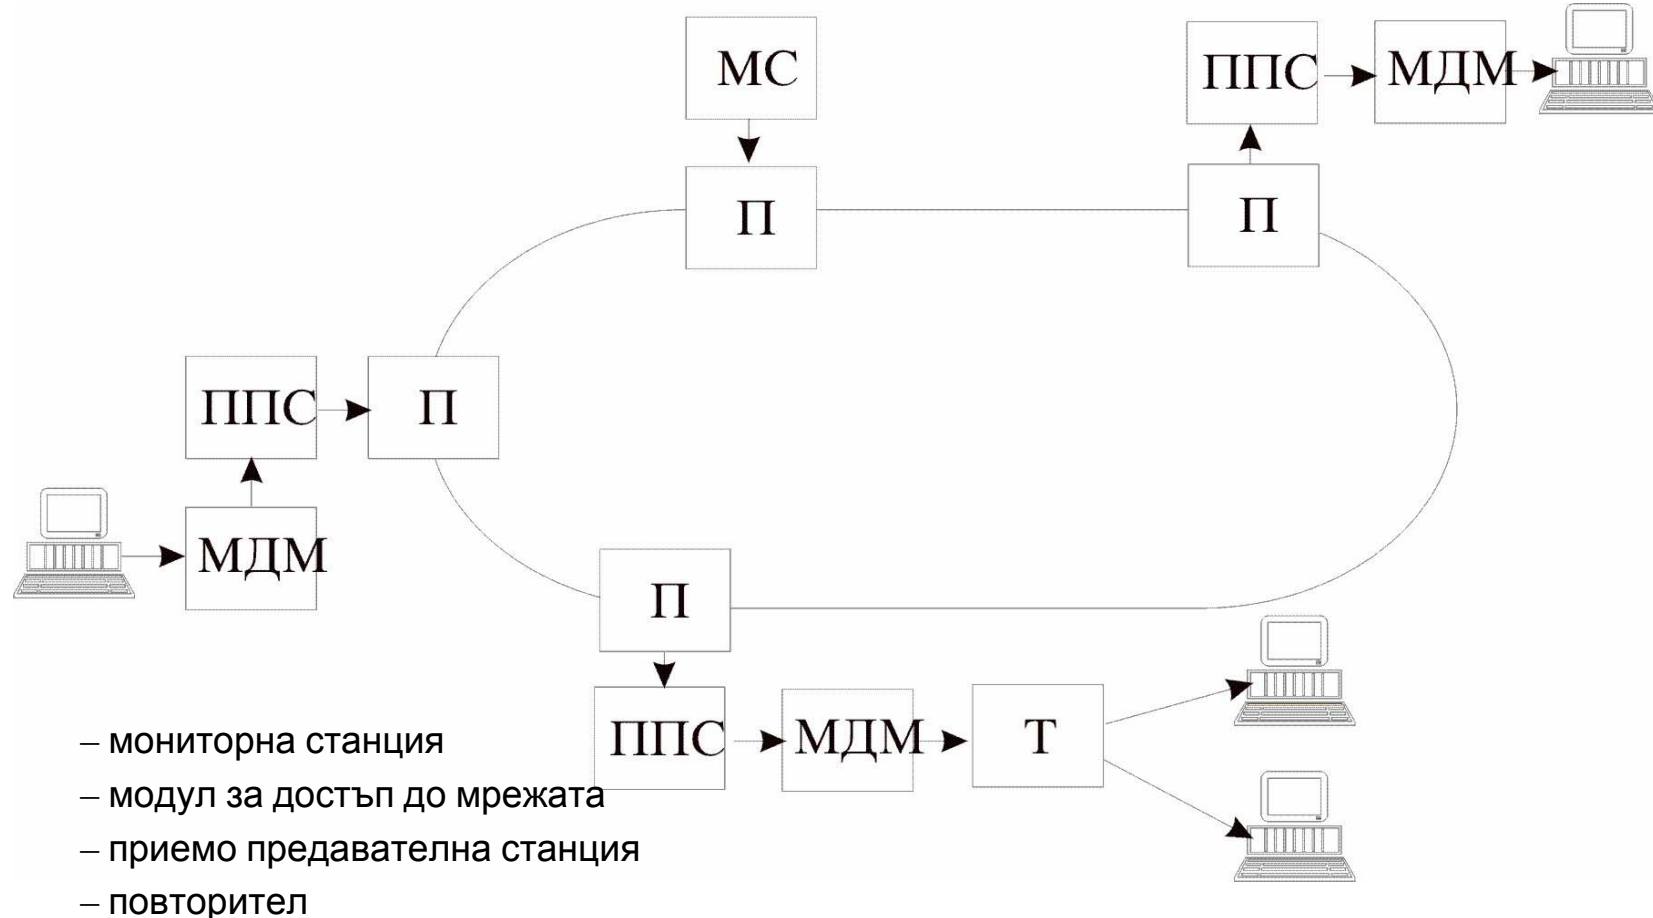 МС
ППС
МДМ
П
П
ППС
П
МДМ
П
ППС
МДМ
Т
– мониторна станция
– модул за достъп до мрежата
– приемо предавателна станция
– повторител